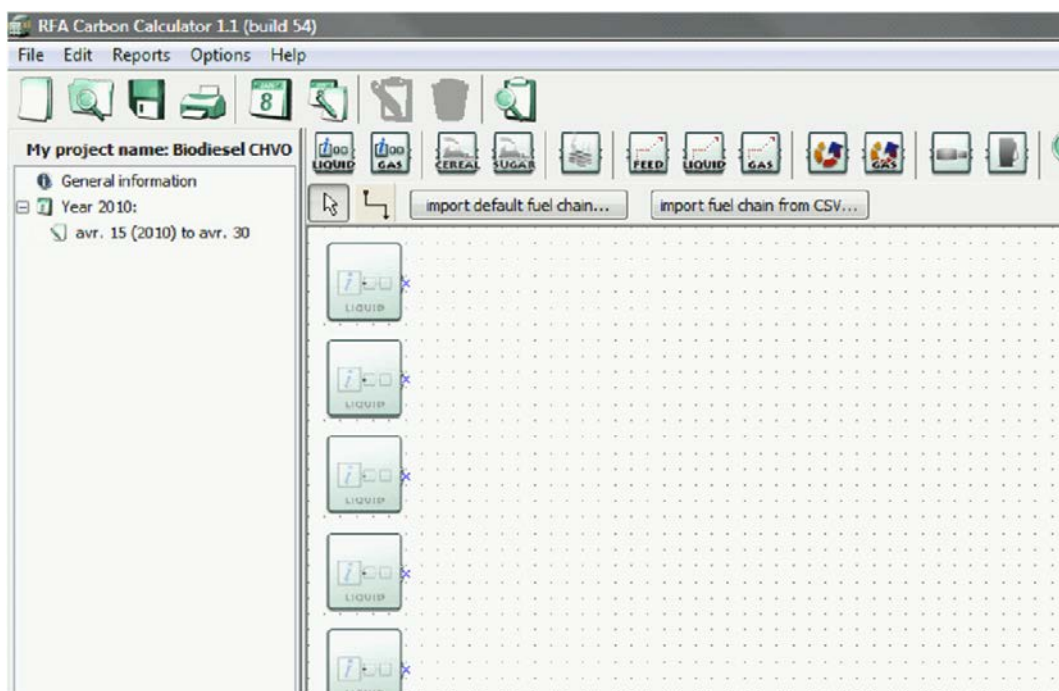 RFA Carbon Calculator 1.1 (build 54)
File Edit Reports Options Help
8
My project name: Biodiesel CHVO
LIQUID GAS CEREAL SUGAR FEED LIQUID GAS GAS
General information
Year 2010:
avr. 15 (2010) to avr. 30
import default fuel chain... import fuel chain from CSV...
i
LIQUID
i
LIQUID
i
LIQUID
i
LIQUID
i
LIQUID